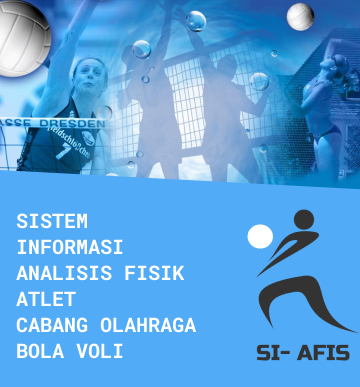 ASSE DRESDEN
7
SISTEM
INFORMASI
ANALISIS FISIK
ATLET
CABANG OLAHRAGA
BOLA VOLI
SI- AFIS